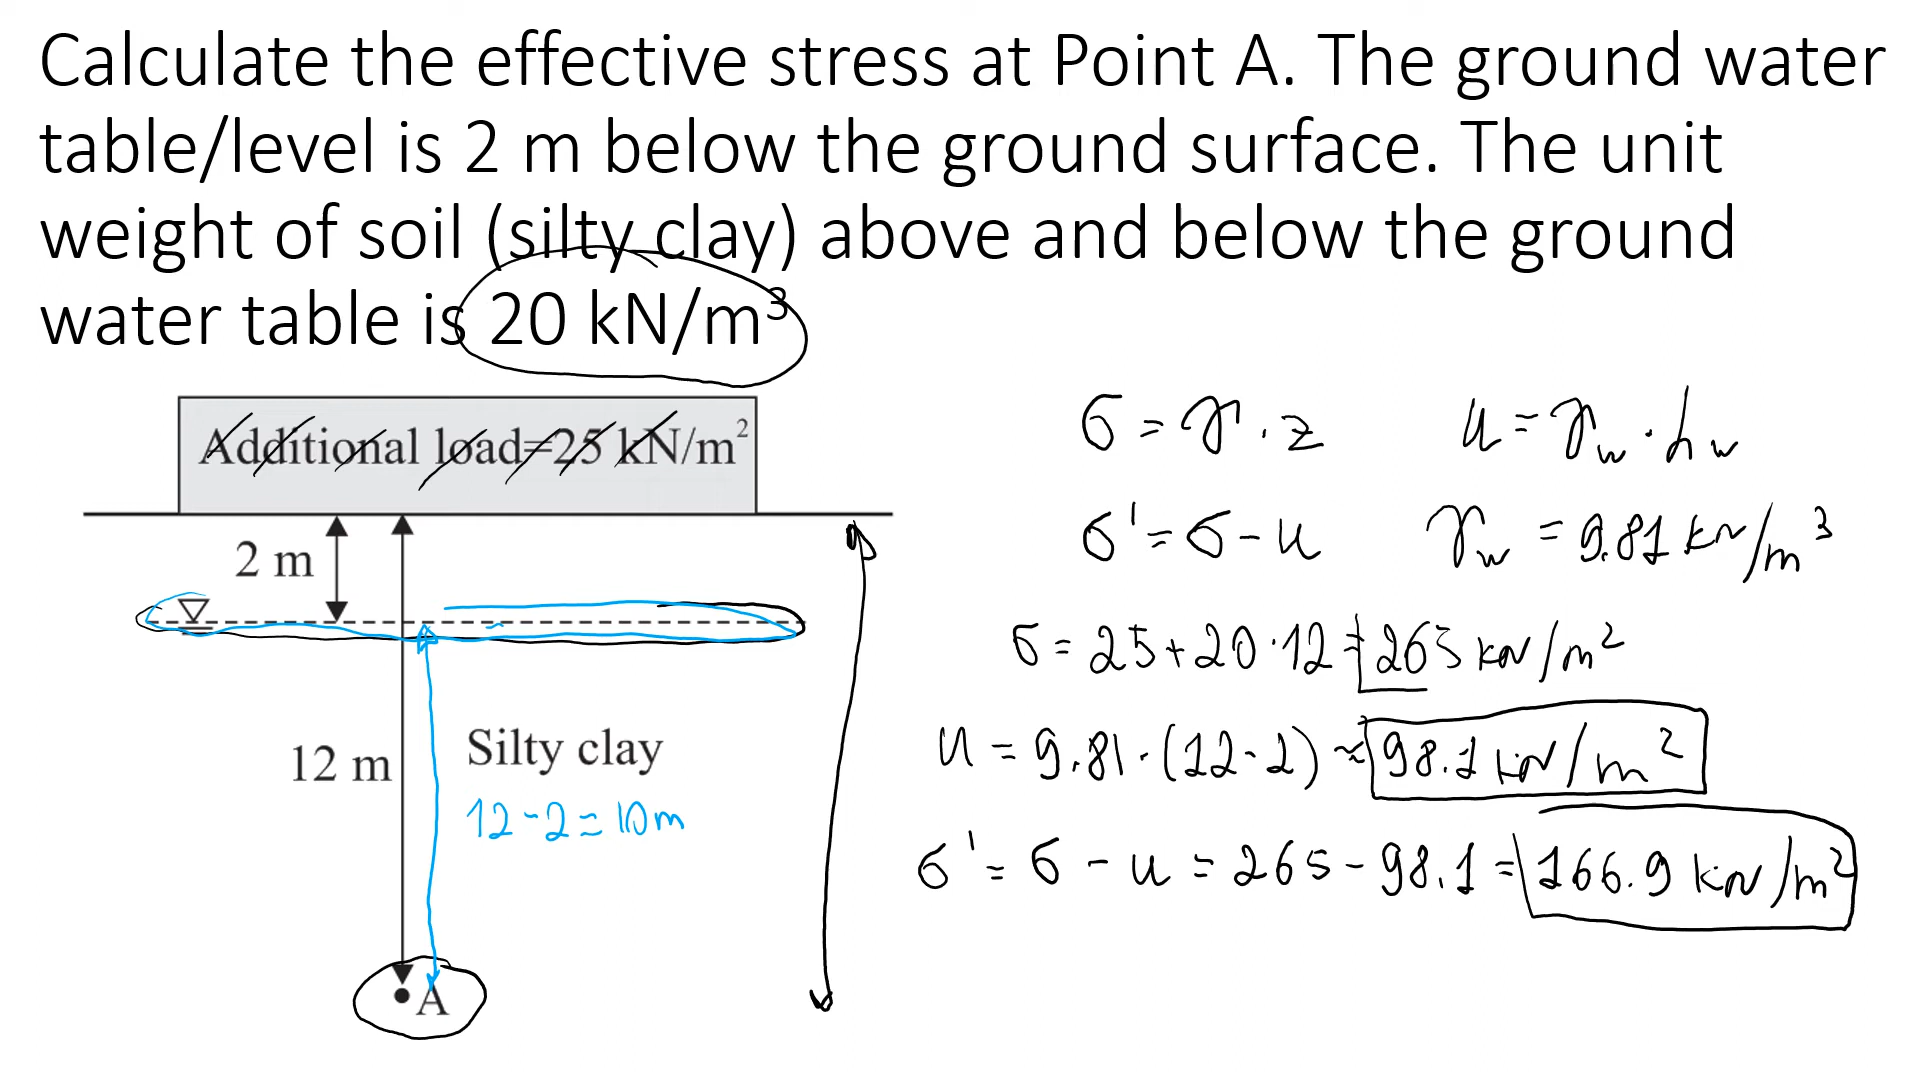 Calculate the effective stress at Point A. The ground water
table/level is 2 m below the ground surface. The unit
weight of soil (silty clay) above and below the ground
water table is 20 kN/m³
Additional load=25 kN/m²
2 m
12 m
Silty clay
12-2=10m
A
σ = γ · z
u = γw · hw
σ' = σ - u
γw = 9.81 kN/m³
σ = 25+20·12 = 265 kN/m²
u = 9.81·(12-2) = 98.1 kN/m²
σ' = σ - u = 265 - 98.1 = 166.9 kN/m²